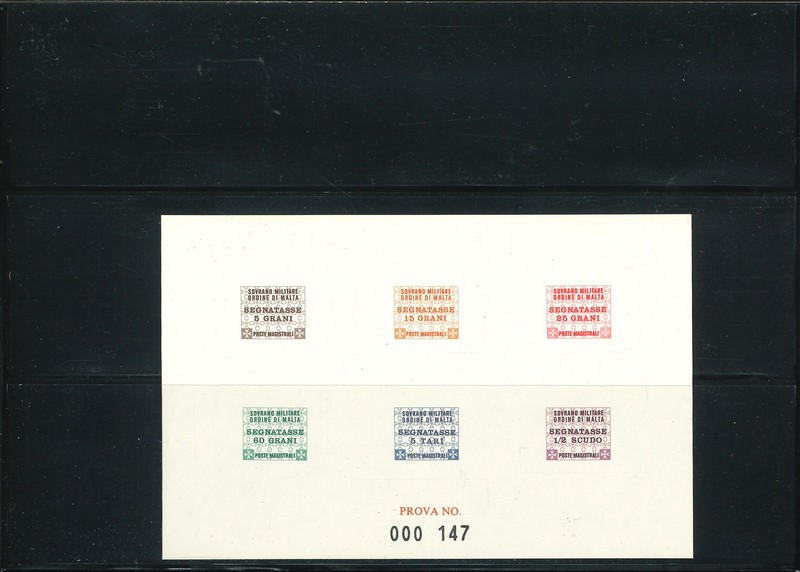 SOVRANO MILITARE
ORDINE DI MALTA
SEGNATASSE
5 GRANI
POSTE MAGISTRALI
SOVRANO MILITARE
ORDINE DI MALTA
SEGNATASSE
15 GRANI
POSTE MAGISTRALI
SOVRANO MILITARE
ORDINE DI MALTA
SEGNATASSE
25 GRANI
POSTE MAGISTRALI
SOVRANO MILITARE
ORDINE DI MALTA
SEGNATASSE
60 GRANI
POSTE MAGISTRALI
SOVRANO MILITARE
ORDINE DI MALTA
SEGNATASSE
5 TARI
POSTE MAGISTRALI
SOVRANO MILITARE
ORDINE DI MALTA
SEGNATASSE
1/2 SCUDO
POSTE MAGISTRALI
PROVA NO.
000 147